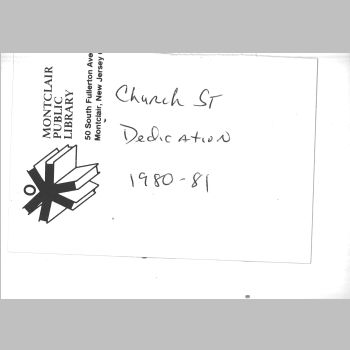 MONTCLAIR
PUBLIC
LIBRARY
50 South Fullerton Ave
Montclair, New Jersey
Church ST
Dedication
1980-81